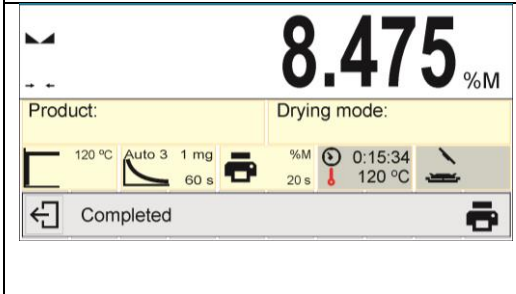 8.475 %M
Product: Drying mode:
120 ºC Auto 3 1 mg %M 0:15:34
60 s 20 s 120 ºC
Completed